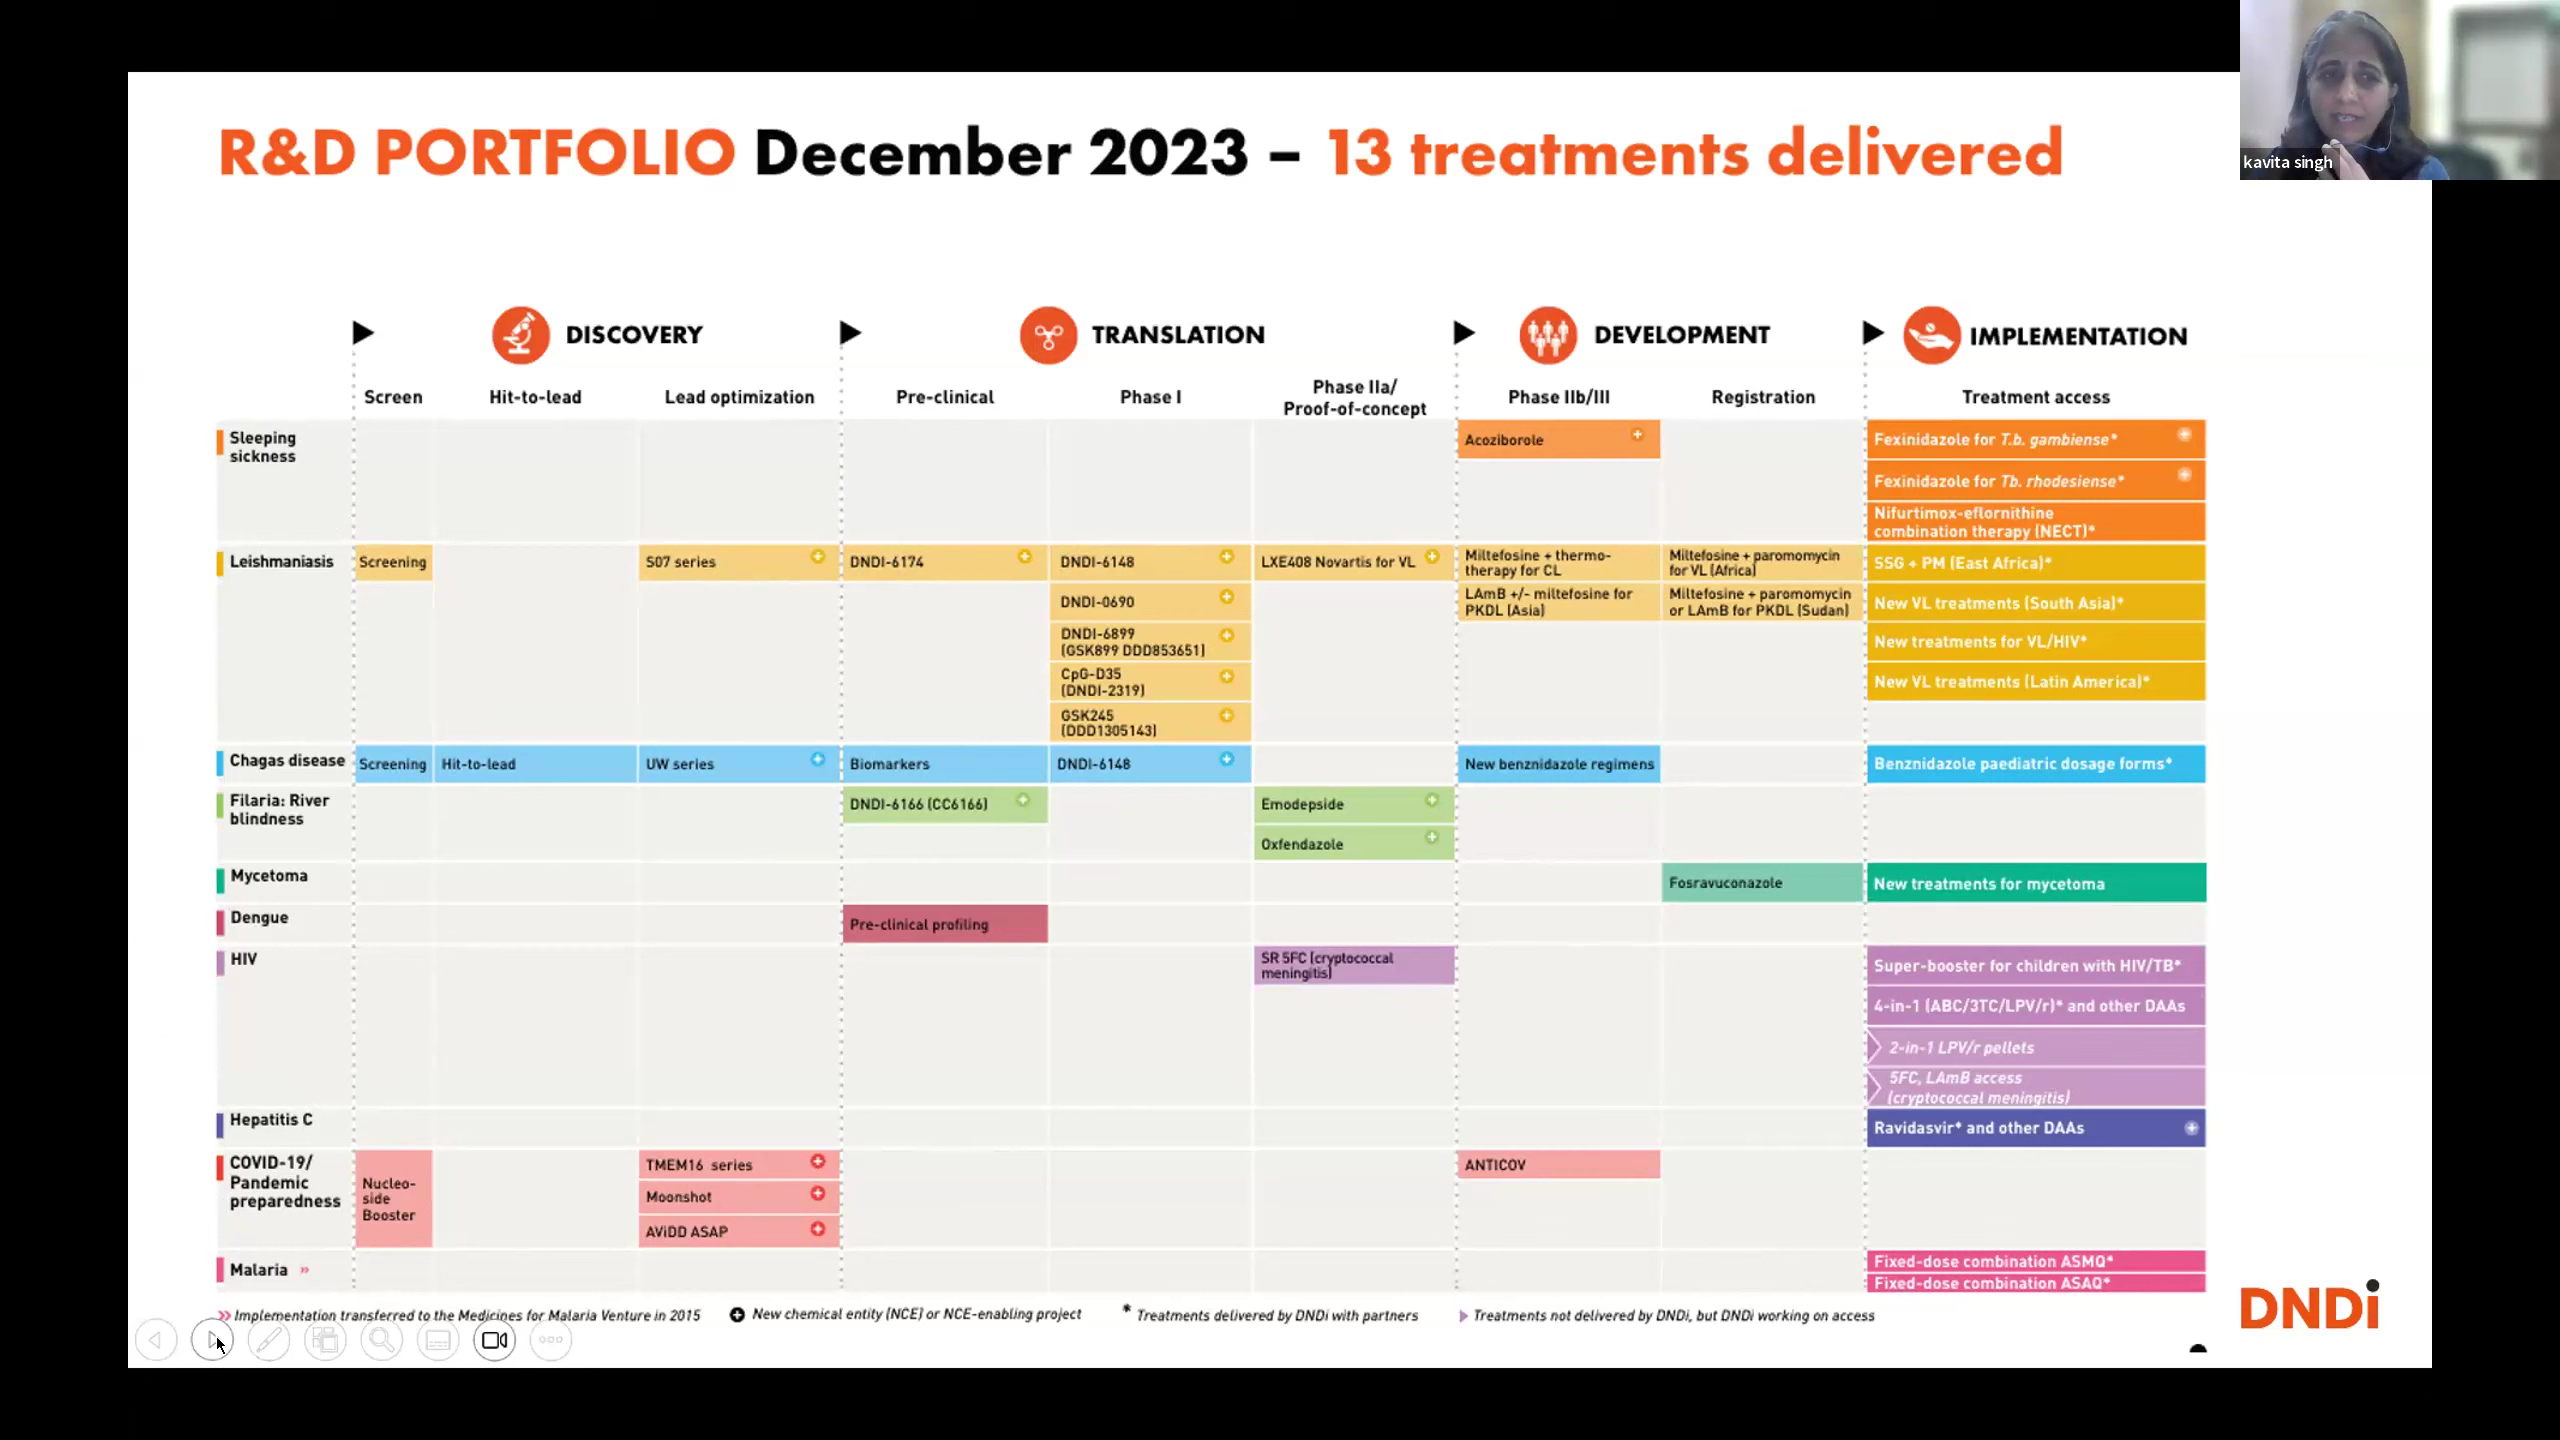 R&D PORTFOLIO December 2023 – 13 treatments delivered
kavita singh
DISCOVERY
TRANSLATION
DEVELOPMENT
IMPLEMENTATION
Screen
Hit-to-lead
Lead optimization
Pre-clinical
Phase I
Phase IIa/
Proof-of-concept
Phase IIb/III
Registration
Treatment access
Sleeping
sickness
Acoziborole
Fexinidazole for T.b. gambiense*
Fexinidazole for Tb. rhodesiense*
Nifurtimox-eflornithine
combination therapy (NECT)*
Leishmaniasis
Screening
S07 series
DNDI-6174
DNDI-6148
DNDI-0690
DNDI-6899
(GSK899 DDD853651)
CpG-D35
(DNDI-2319)
GSK245
(DDD1305143)
LXE408 Novartis for VL
Miltefosine + thermo-
therapy for CL
LAmB +/- miltefosine for
PKDL (Asia)
Miltefosine + paromomycin
for VL (Africa)
Miltefosine + paromomycin
or LAmB for PKDL (Sudan)
SSG + PM (East Africa)*
New VL treatments (South Asia)*
New treatments for VL/HIV*
New VL treatments (Latin America)*
Chagas disease
Screening
Hit-to-lead
UW series
Biomarkers
DNDI-6148
New benznidazole regimens
Benznidazole paediatric dosage forms*
Filaria: River
blindness
DNDI-6166 (CC6166)
Emodepside
Oxfendazole
Mycetoma
Fosravuconazole
New treatments for mycetoma
Dengue
Pre-clinical profiling
HIV
SR 5FC (cryptococcal
meningitis)
Super-booster for children with HIV/TB*
4-in-1 (ABC/3TC/LPV/r)* and other DAAs
2-in-1 LPV/r pellets
5FC, LAmB access
(cryptococcal meningitis)
Hepatitis C
Ravidasvir* and other DAAs
COVID-19/
Pandemic
preparedness
Nucleo-
side
Booster
TMEM16 series
Moonshot
AViDD ASAP
ANTICOV
Malaria »
Fixed-dose combination ASMQ*
Fixed-dose combination ASAQ*
» Implementation transferred to the Medicines for Malaria Venture in 2015
New chemical entity (NCE) or NCE-enabling project
* Treatments delivered by DNDi with partners
Treatments not delivered by DNDi, but DNDi working on access
DNDi